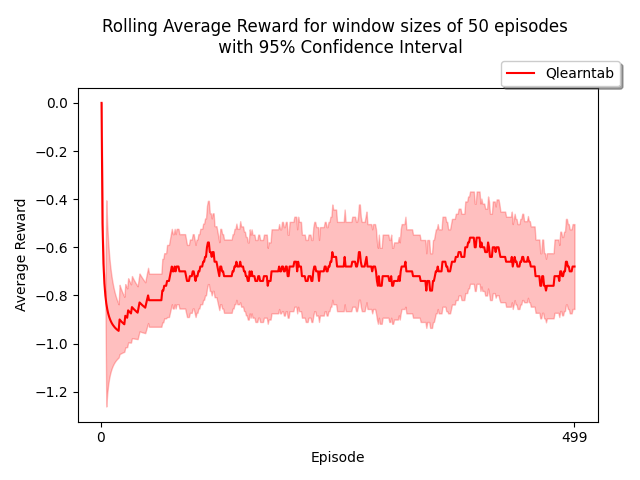 Rolling Average Reward for window sizes of 50 episodes
with 95% Confidence Interval
Qlearntab
0.0
−0.2
−0.4
−0.6
−0.8
−1.0
−1.2
Average Reward
0
499
Episode